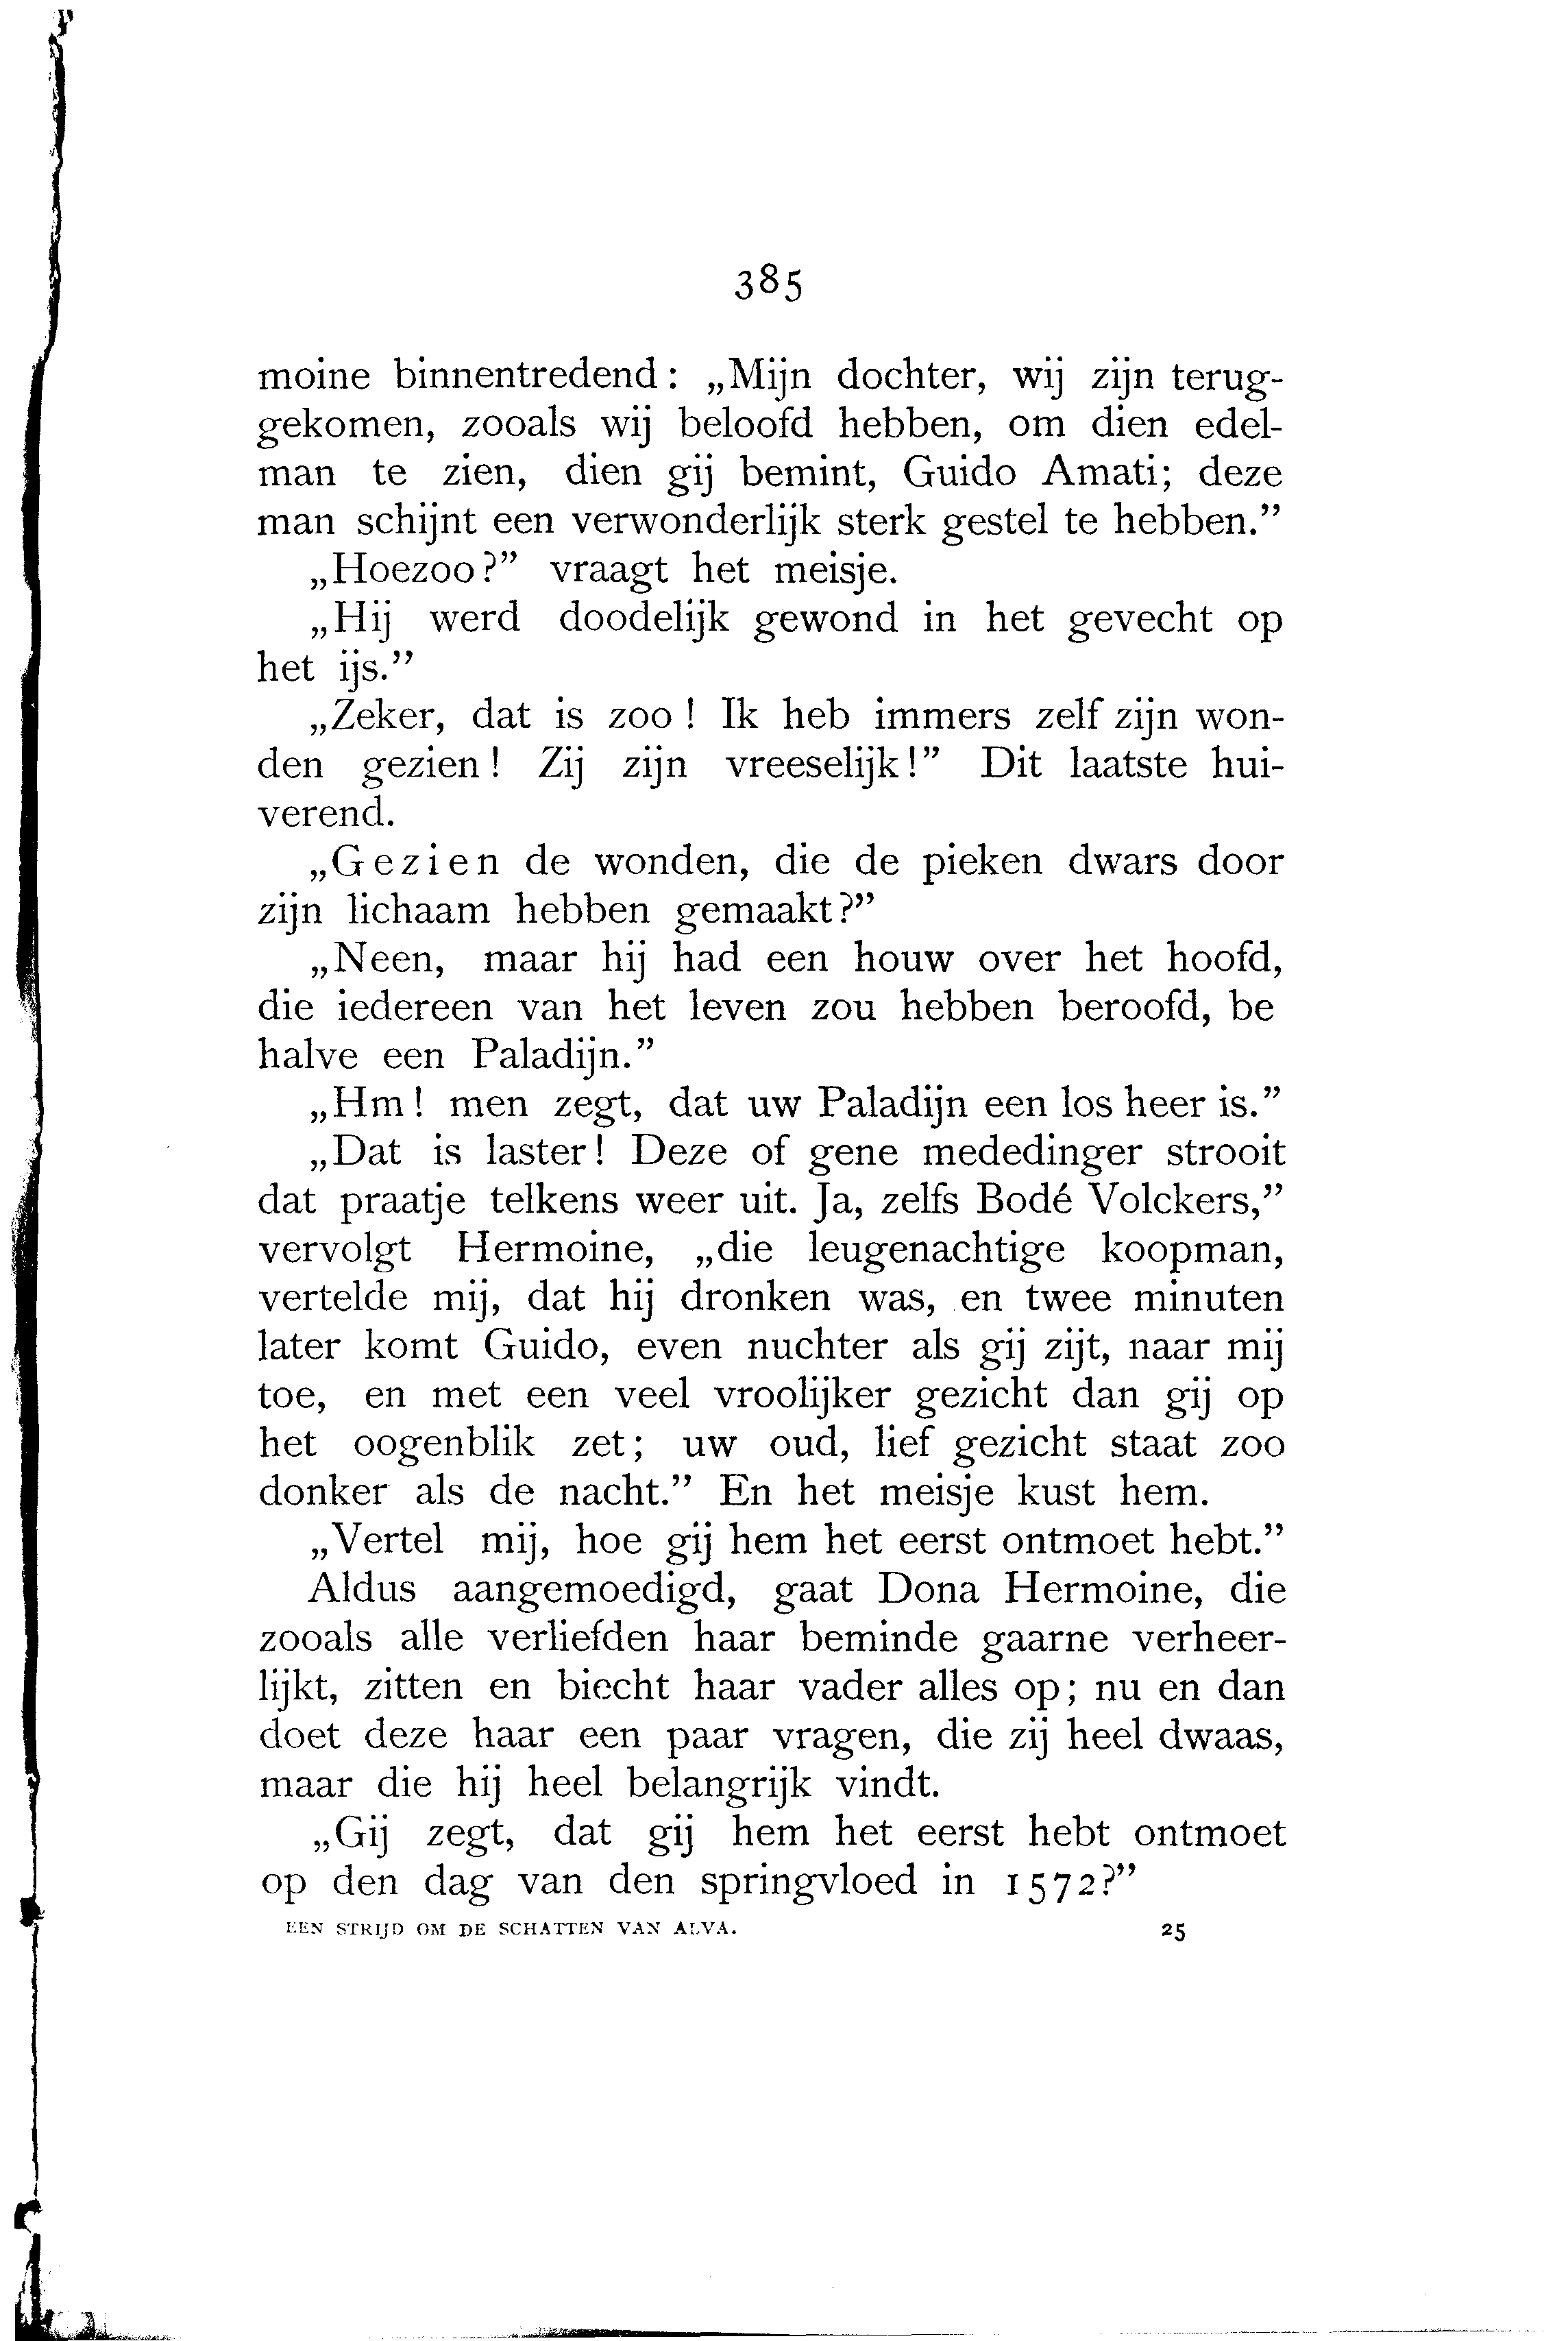 385
moine binnentredend: „Mijn dochter, wij zijn terug-
gekomen, zooals wij beloofd hebben, om dien edel-
man te zien, dien gij bemint, Guido Amati; deze
man schijnt een verwonderlijk sterk gestel te hebben.”
„Hoezoo?” vraagt het meisje.
„Hij werd doodelijk gewond in het gevecht op
het ijs.”
„Zeker, dat is zoo! Ik heb immers zelf zijn won-
den gezien! Zij zijn vreeselijk!” Dit laatste hui-
verend.
„Gezien de wonden, die de pieken dwars door
zijn lichaam hebben gemaakt?”
„Neen, maar hij had een houw over het hoofd,
die iedereen van het leven zou hebben beroofd, be
halve een Paladijn.”
„Hm! men zegt, dat uw Paladijn een los heer is.”
„Dat is laster! Deze of gene mededinger strooit
dat praatje telkens weer uit. Ja, zelfs Bodé Volckers,”
vervolgt Hermoine, „die leugenachtige koopman,
vertelde mij, dat hij dronken was, en twee minuten
later komt Guido, even nuchter als gij zijt, naar mij
toe, en met een veel vroolijker gezicht dan gij op
het oogenblik zet; uw oud, lief gezicht staat zoo
donker als de nacht.” En het meisje kust hem.
„Vertel mij, hoe gij hem het eerst ontmoet hebt.”
Aldus aangemoedigd, gaat Dona Hermoine, die
zooals alle verliefden haar beminde gaarne verheer-
lijkt, zitten en biecht haar vader alles op; nu en dan
doet deze haar een paar vragen, die zij heel dwaas,
maar die hij heel belangrijk vindt.
„Gij zegt, dat gij hem het eerst hebt ontmoet
op den dag van den springvloed in 1572?”
EEN STRIJD OM DE SCHATTEN VAN ALVA. 25